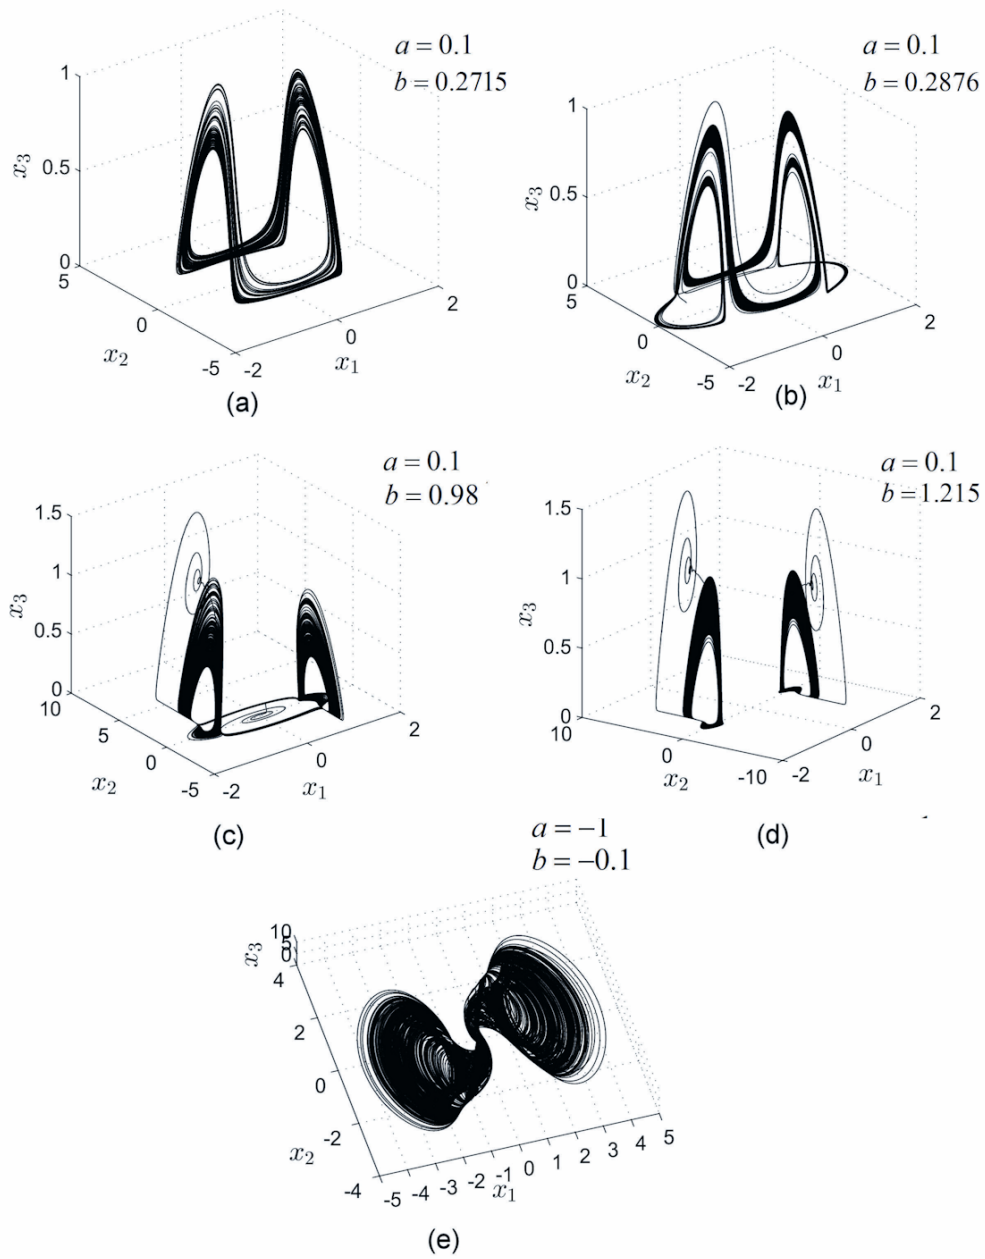 a = 0.1
b = 0.2715
1
0.5
0
5
0
-5
-2
0
2
x₃
x₂
x₁
(a)
a = 0.1
b = 0.2876
1
0.5
0
5
0
-5
-2
0
2
x₃
x₂
x₁
(b)
a = 0.1
b = 0.98
1.5
1
0.5
0
10
5
0
-5
-2
0
2
x₃
x₂
x₁
(c)
a = 0.1
b = 1.215
1.5
1
0.5
0
10
0
-10
-2
0
2
x₃
x₂
x₁
(d)
a = −1
b = −0.1
10
5
0
4
2
0
-2
-4
-5 -4 -3 -2 -1 0 1 2 3 4 5
x₃
x₂
x₁
(e)